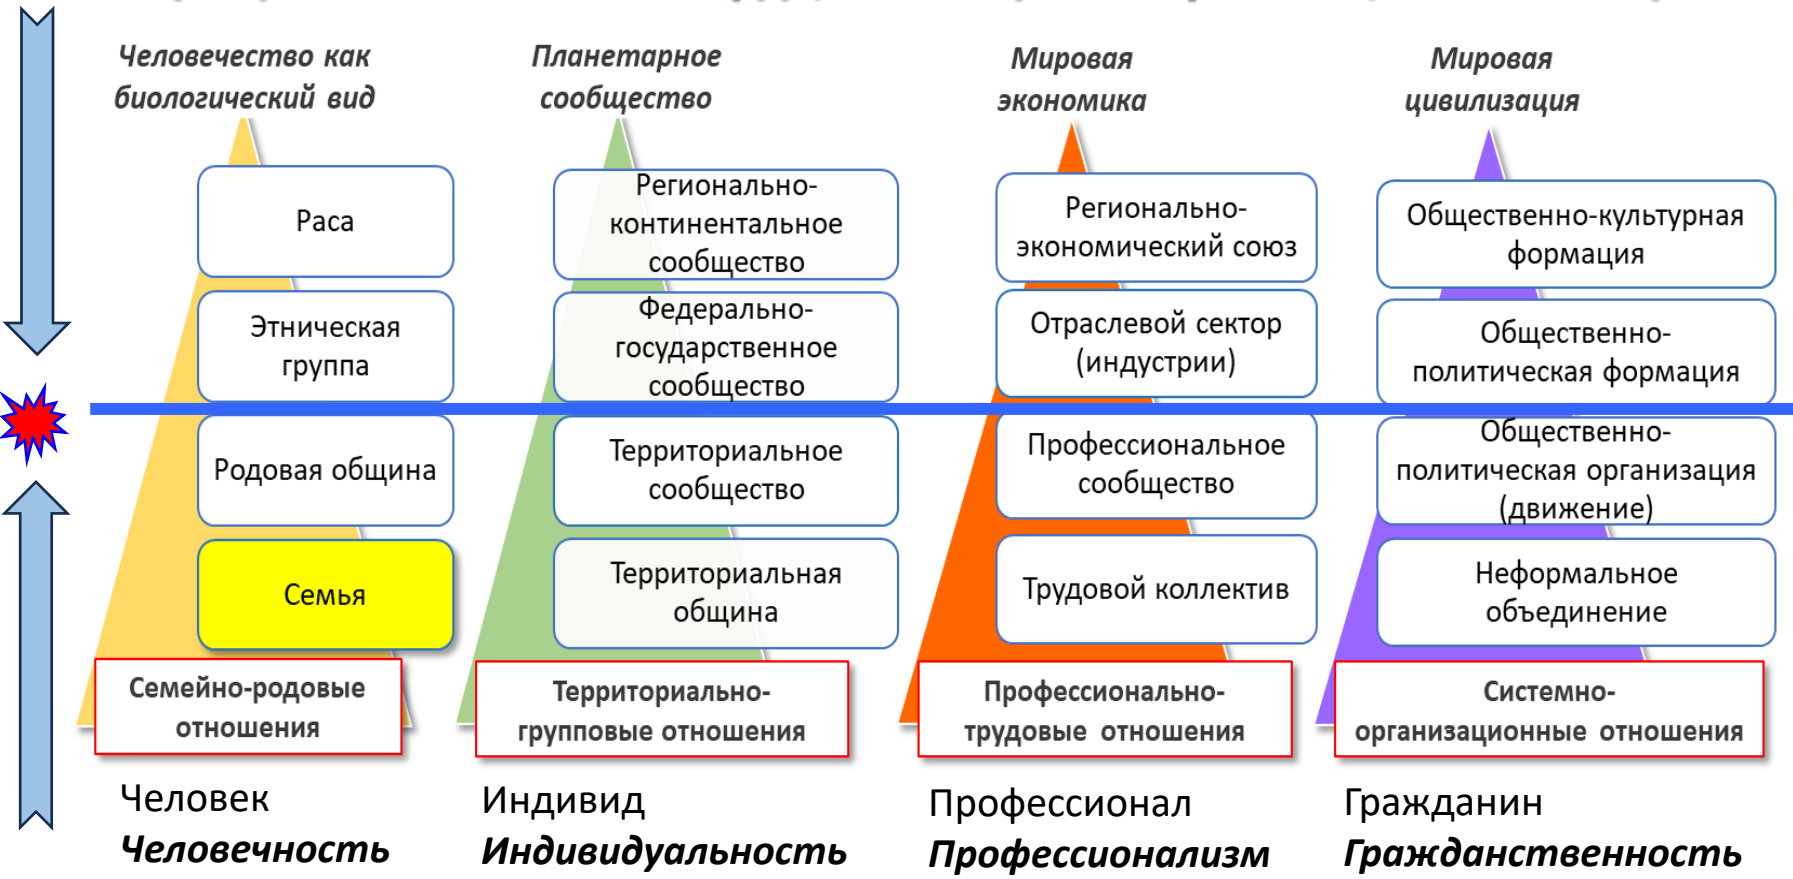 Человечество как
биологический вид
Раса
Этническая
группа
Родовая община
Семья
Семейно-родовые
отношения
Человек
Человечность
Планетарное
сообщество
Регионально-
континентальное
сообщество
Федерально-
государственное
сообщество
Территориальное
сообщество
Территориальная
община
Территориально-
групповые отношения
Индивид
Индивидуальность
Мировая
экономика
Регионально-
экономический союз
Отраслевой сектор
(индустрии)
Профессиональное
сообщество
Трудовой коллектив
Профессионально-
трудовые отношения
Профессионал
Профессионализм
Мировая
цивилизация
Общественно-культурная
формация
Общественно-
политическая формация
Общественно-
политическая организация
(движение)
Неформальное
объединение
Системно-
организационные отношения
Гражданин
Гражданственность